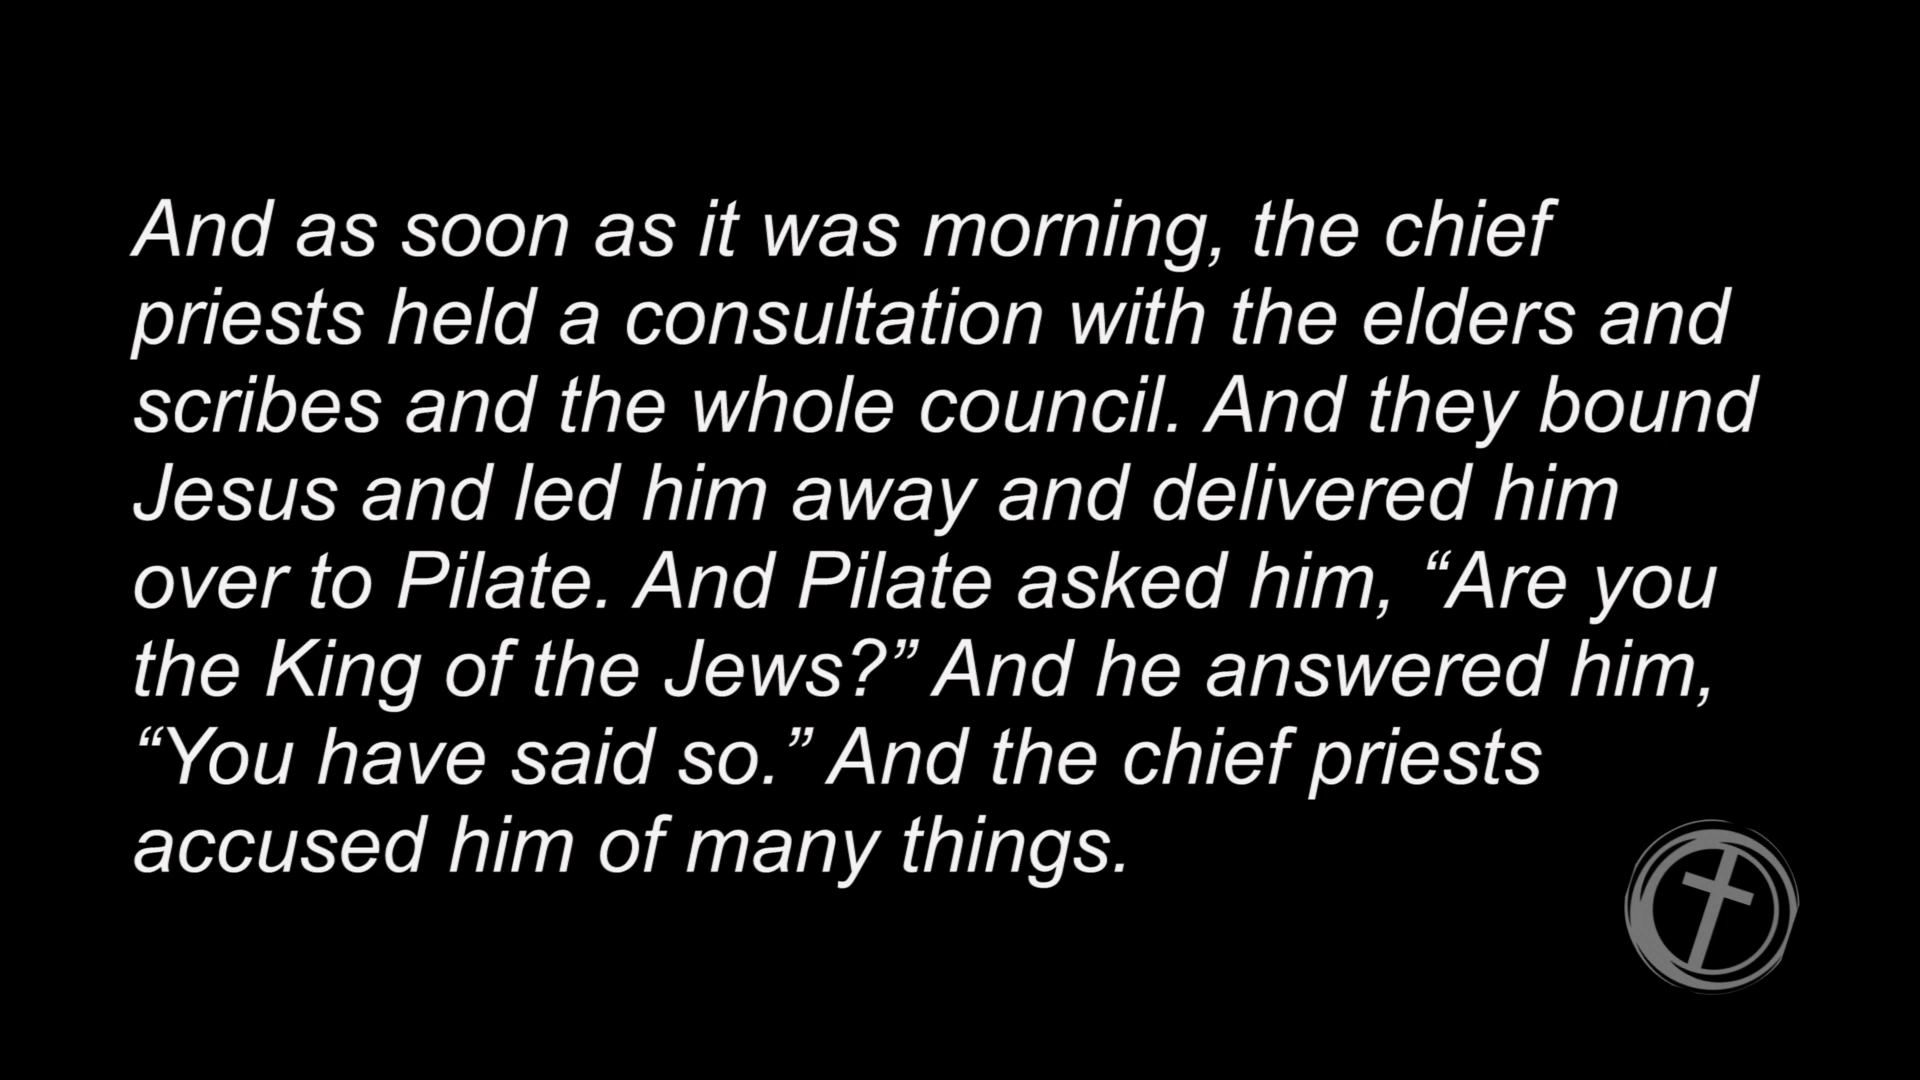 And as soon as it was morning, the chief
priests held a consultation with the elders and
scribes and the whole council. And they bound
Jesus and led him away and delivered him
over to Pilate. And Pilate asked him, “Are you
the King of the Jews?” And he answered him,
“You have said so.” And the chief priests
accused him of many things.